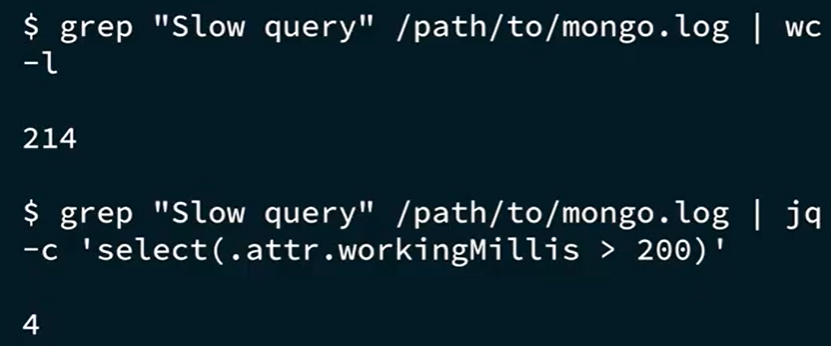 $ grep "Slow query" /path/to/mongo.log | wc
-l
214
$ grep "Slow query" /path/to/mongo.log | jq
-c 'select(.attr.workingMillis > 200)'
4